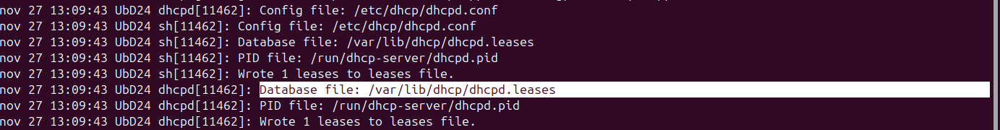 nov 27 13:09:43 UbD24 dhcpd[11462]: Config file: /etc/dhcp/dhcpd.conf
nov 27 13:09:43 UbD24 sh[11462]: Config file: /etc/dhcp/dhcpd.conf
nov 27 13:09:43 UbD24 sh[11462]: Database file: /var/lib/dhcp/dhcpd.leases
nov 27 13:09:43 UbD24 sh[11462]: PID file: /run/dhcp-server/dhcpd.pid
nov 27 13:09:43 UbD24 sh[11462]: Wrote 1 leases to leases file.
nov 27 13:09:43 UbD24 dhcpd[11462]: Database file: /var/lib/dhcp/dhcpd.leases
nov 27 13:09:43 UbD24 dhcpd[11462]: PID file: /run/dhcp-server/dhcpd.pid
nov 27 13:09:43 UbD24 dhcpd[11462]: Wrote 1 leases to leases file.